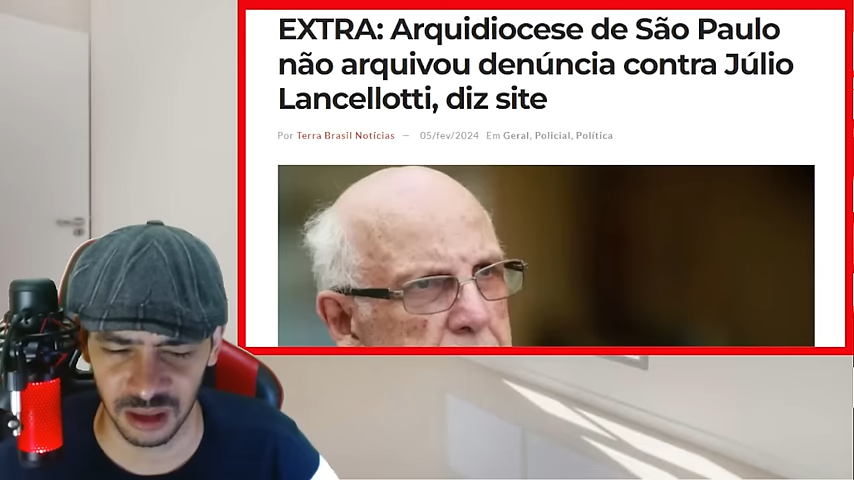 EXTRA: Arquidiocese de São Paulo
não arquivou denúncia contra Júlio
Lancellotti, diz site
Por Terra Brasil Notícias — 05/fev/2024 Em Geral, Policial, Política